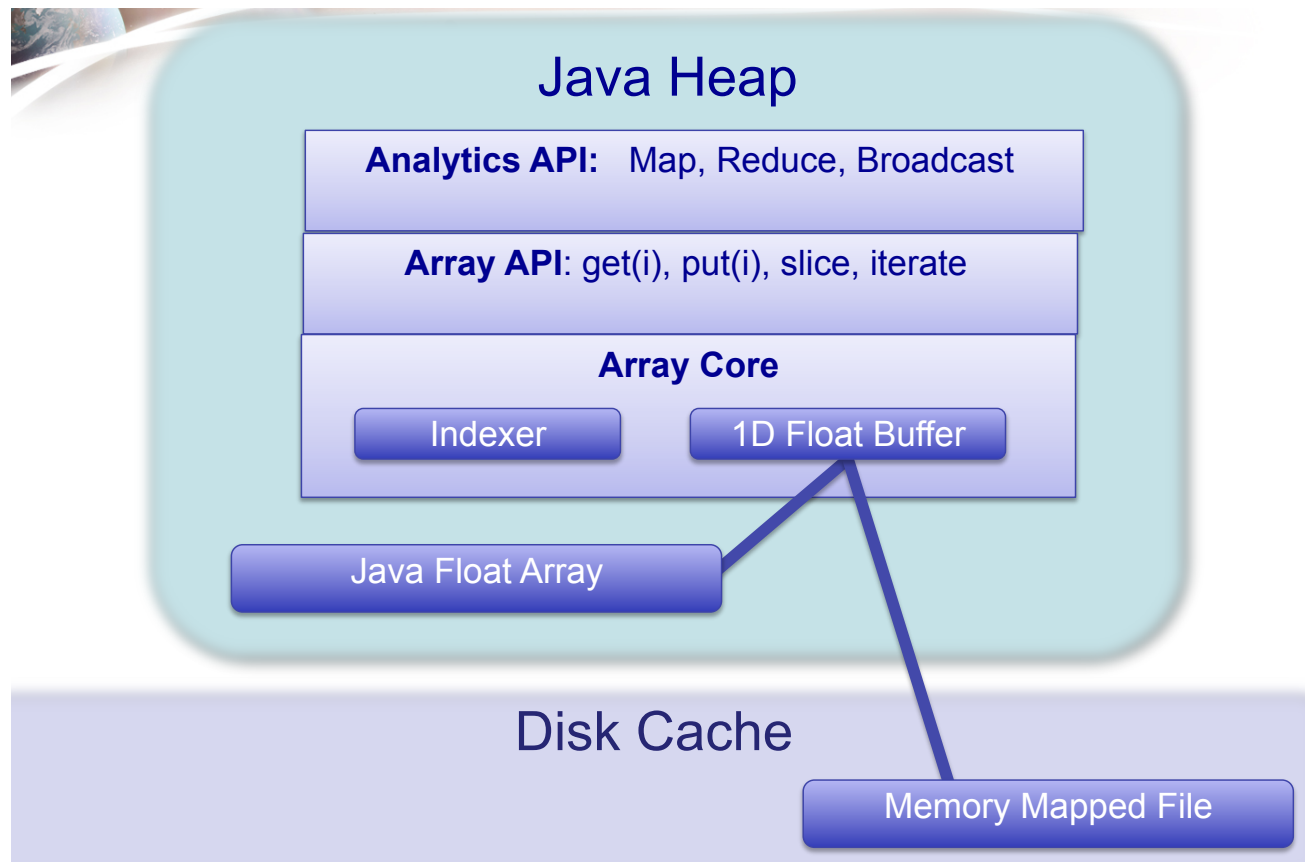 Java Heap
Analytics API: Map, Reduce, Broadcast
Array API: get(i), put(i), slice, iterate
Array Core
Indexer
1D Float Buffer
Java Float Array
Disk Cache
Memory Mapped File